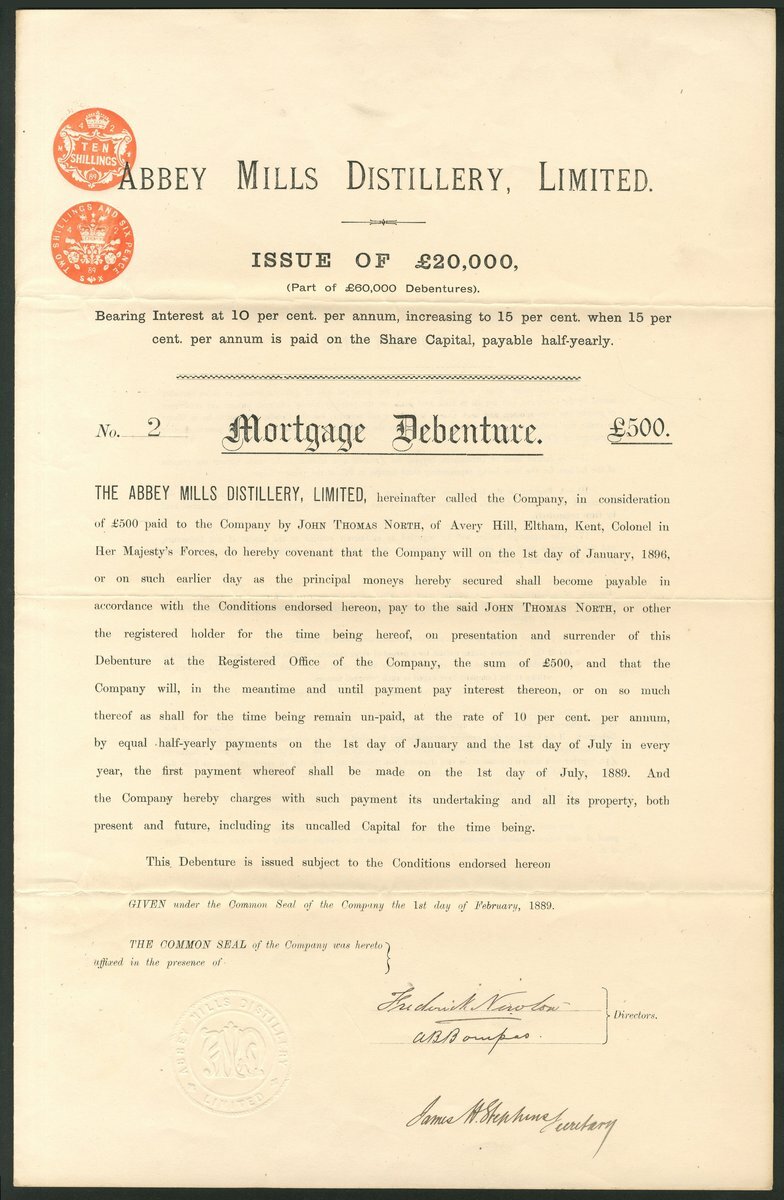 TEN
SHILLINGS
89
ABBEY MILLS DISTILLERY, LIMITED.
TWO SHILLINGS AND SIX PENCE
89
ISSUE OF £20,000,
(Part of £60,000 Debentures).
Bearing Interest at 10 per cent. per annum, increasing to 15 per cent. when 15 per
cent. per annum is paid on the Share Capital, payable half-yearly.
No. 2 Mortgage Debenture. £500.
THE ABBEY MILLS DISTILLERY, LIMITED, hereinafter called the Company, in consideration
of £500 paid to the Company by JOHN THOMAS NORTH, of Avery Hill, Eltham, Kent, Colonel in
Her Majesty's Forces, do hereby covenant that the Company will on the 1st day of January, 1896,
or on such earlier day as the principal moneys hereby secured shall become payable in
accordance with the Conditions endorsed hereon, pay to the said JOHN THOMAS NORTH, or other
the registered holder for the time being hereof, on presentation and surrender of this
Debenture at the Registered Office of the Company, the sum of £500, and that the
Company will, in the meantime and until payment pay interest thereon, or on so much
thereof as shall for the time being remain un-paid, at the rate of 10 per cent. per annum,
by equal half-yearly payments on the 1st day of January and the 1st day of July in every
year, the first payment whereof shall be made on the 1st day of July, 1889. And
the Company hereby charges with such payment its undertaking and all its property, both
present and future, including its uncalled Capital for the time being.
This Debenture is issued subject to the Conditions endorsed hereon
GIVEN under the Common Seal of the Company the 1st day of February, 1889.
THE COMMON SEAL of the Company was hereto
affixed in the presence of
Frederick
Directors.
ABBompas.
ABBEY MILLS DISTILLERY
LIMITED
James H. Stephens Secretary